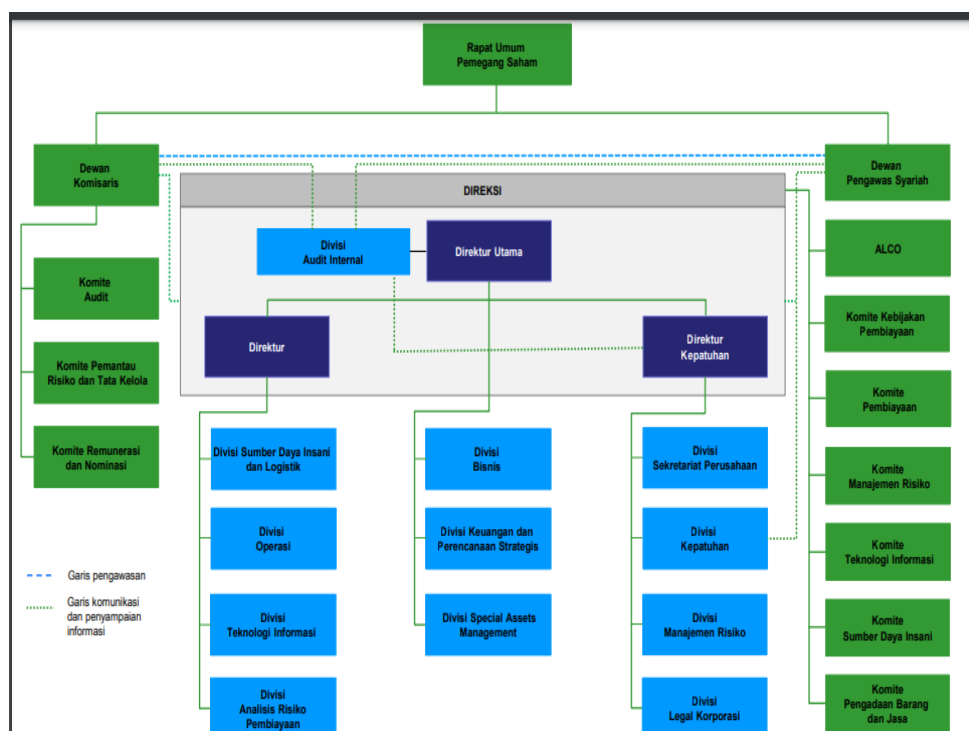 Rapat Umum
Pemegang Saham
Dewan
Komisaris
Dewan
Pengawas Syariah
DIREKSI
Divisi
Audit Internal
Direktur Utama
ALCO
Komite
Audit
Direktur
Direktur
Kepatuhan
Komite Kebijakan
Pembiayaan
Komite Pemantau
Risiko dan Tata Kelola
Komite
Pembiayaan
Komite Remunerasi
dan Nominasi
Divisi Sumber Daya Insani
dan Logistik
Divisi
Bisnis
Divisi
Sekretariat Perusahaan
Komite
Manajemen Risiko
Divisi
Operasi
Divisi Keuangan dan
Perencanaan Strategis
Divisi
Kepatuhan
Komite
Teknologi Informasi
Garis pengawasan
Garis komunikasi
dan penyampaian
informasi
Divisi
Teknologi Informasi
Divisi Special Assets
Management
Divisi
Manajemen Risiko
Komite
Sumber Daya Insani
Divisi
Analisis Risiko
Pembiayaan
Divisi
Legal Korporasi
Komite
Pengadaan Barang
dan Jasa